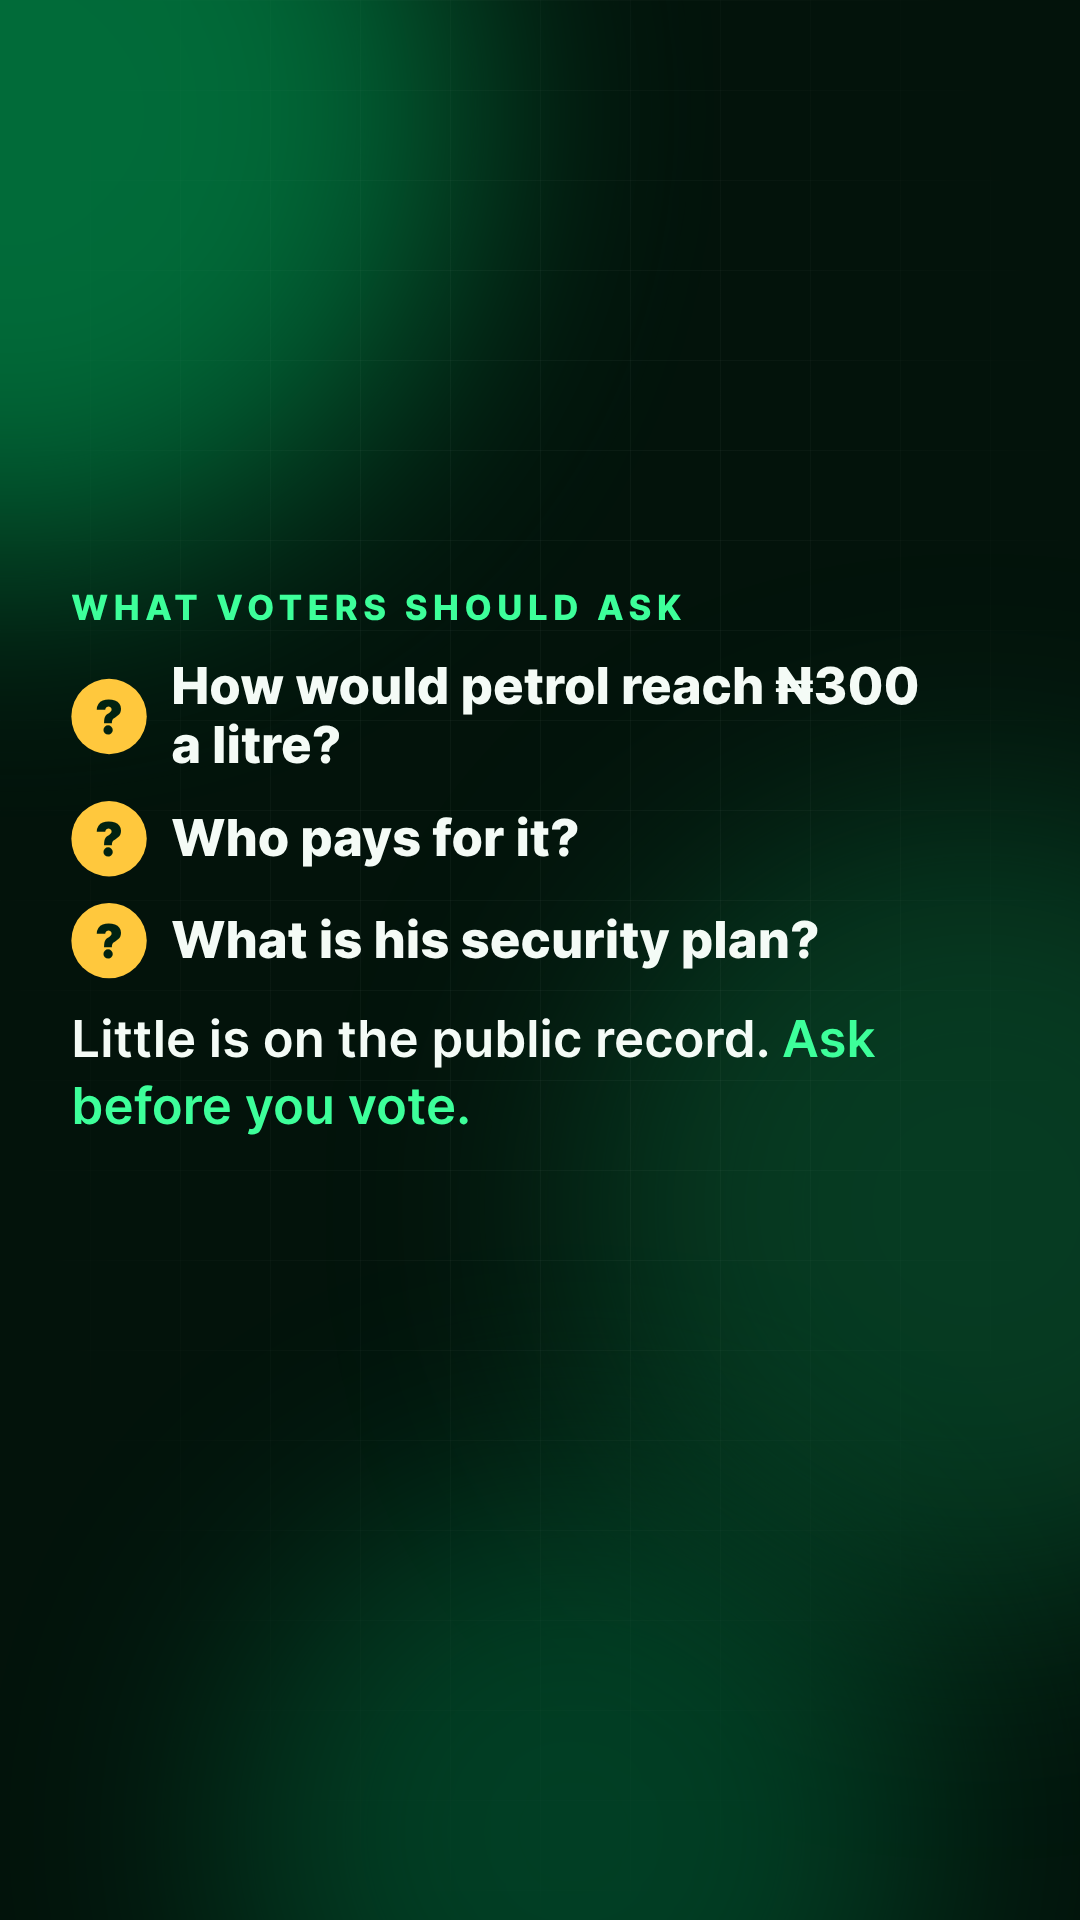 WHAT VOTERS SHOULD ASK
? How would petrol reach ₦300
a litre?
? Who pays for it?
? What is his security plan?
Little is on the public record. Ask
before you vote.